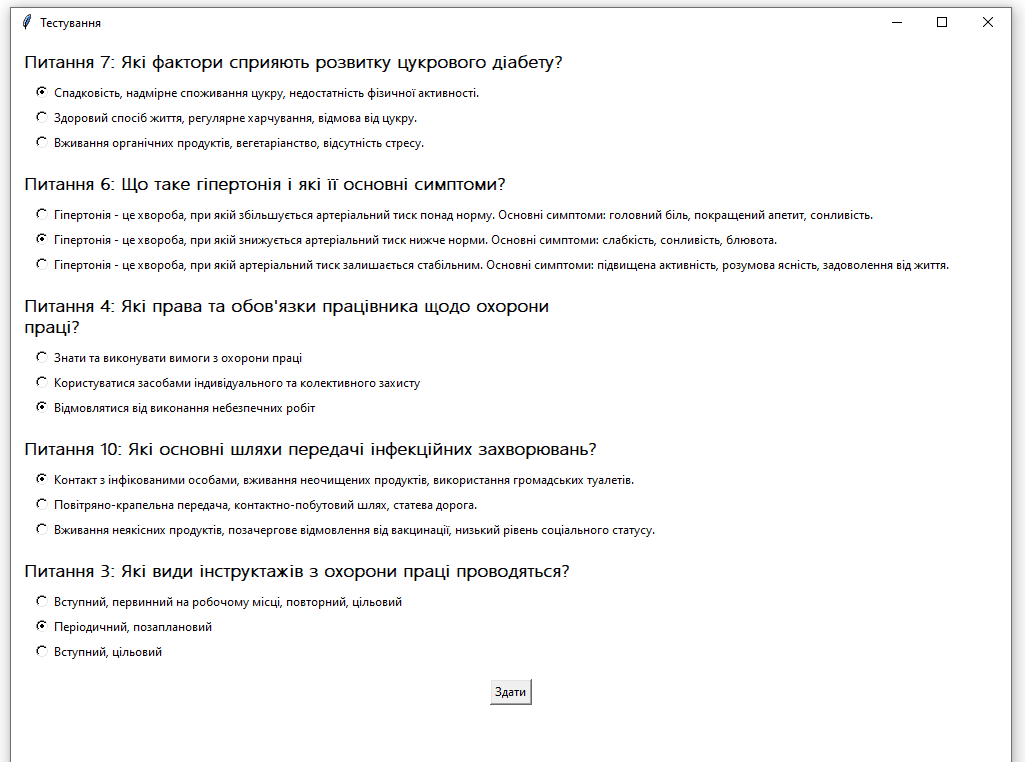 Тестування
Питання 7: Які фактори сприяють розвитку цукрового діабету?
Спадковість, надмірне споживання цукру, недостатність фізичної активності.
Здоровий спосіб життя, регулярне харчування, відмова від цукру.
Вживання органічних продуктів, вегетаріанство, відсутність стресу.
Питання 6: Що таке гіпертонія і які її основні симптоми?
Гіпертонія - це хвороба, при якій збільшується артеріальний тиск понад норму. Основні симптоми: головний біль, покращений апетит, сонливість.
Гіпертонія - це хвороба, при якій знижується артеріальний тиск нижче норми. Основні симптоми: слабкість, сонливість, блювота.
Гіпертонія - це хвороба, при якій артеріальний тиск залишається стабільним. Основні симптоми: підвищена активність, розумова ясність, задоволення від життя.
Питання 4: Які права та обов'язки працівника щодо охорони
праці?
Знати та виконувати вимоги з охорони праці
Користуватися засобами індивідуального та колективного захисту
Відмовлятися від виконання небезпечних робіт
Питання 10: Які основні шляхи передачі інфекційних захворювань?
Контакт з інфікованими особами, вживання неочищених продуктів, використання громадських туалетів.
Повітряно-крапельна передача, контактно-побутовий шлях, статева дорога.
Вживання неякісних продуктів, позачергове відмовлення від вакцинації, низький рівень соціального статусу.
Питання 3: Які види інструктажів з охорони праці проводяться?
Вступний, первинний на робочому місці, повторний, цільовий
Періодичний, позаплановий
Вступний, цільовий
Здати